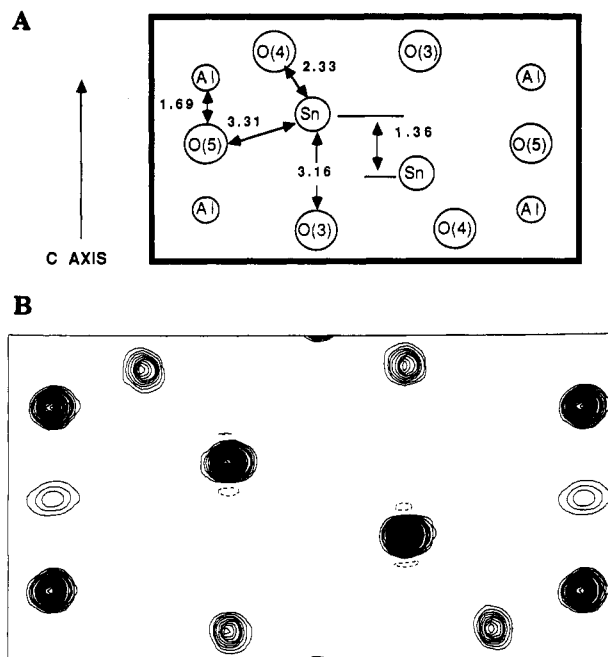 A
O(4)
O(3)
2.33
Al
Al
1.69
3.31
Sn
1.36
O(5)
O(5)
3.16
Sn
Al
Al
O(3)
O(4)
C AXIS
B